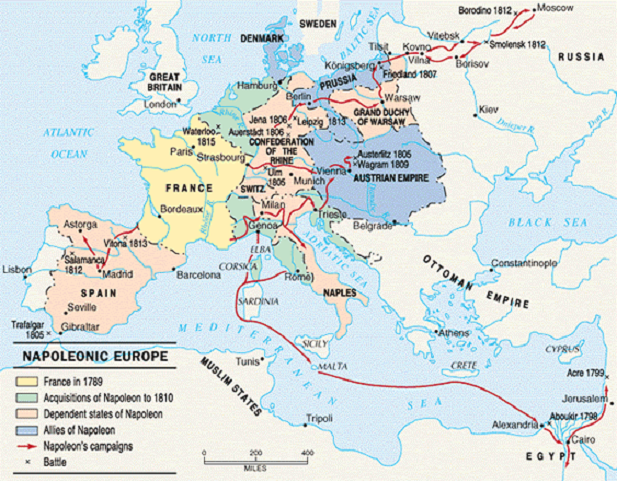 Borodino 1812
Moscow
SWEDEN
NORTH
SEA
DENMARK
BALTIC SEA
Vitebsk
Smolensk 1812
Tilsit
Kovno
Vilna
Borisov
RUSSIA
Königsberg
Friedland 1807
PRUSSIA
GREAT
BRITAIN
London
Hamburg
Berlin
Warsaw
GRAND DUCHY
OF WARSAW
Kiev
Dnieper R.
Don R.
Jena 1806
Auerstädt 1806
Leipzig 1813
Waterloo
1815
CONFEDERATION
OF THE
RHINE
ATLANTIC
OCEAN
Paris
Strasbourg
Austerlitz 1805
Wagram 1809
Ulm
1805
Vienna
Munich
AUSTRIAN EMPIRE
FRANCE
SWITZ.
Bordeaux
Milan
Trieste
Genoa
Belgrade
BLACK SEA
Astorga
Vitoria 1813
ELBA
ADRIATIC SEA
CORSICA
Rome
Salamanca
1812
Madrid
Barcelona
Lisbon
SPAIN
Seville
NAPLES
SARDINIA
Constantinople
OTTOMAN EMPIRE
Trafalgar
1805
Gibraltar
MEDITERRANEAN
SEA
SICILY
Athens
MALTA
CRETE
CYPRUS
Tunis
MUSLIM STATES
Tripoli
Acre 1799
Jerusalem
Aboukir 1798
Alexandria
Cairo
EGYPT
NAPOLEONIC EUROPE
France in 1789
Acquisitions of Napoleon to 1810
Dependent states of Napoleon
Allies of Napoleon
Napoleon's campaigns
Battle
0 200 400
MILES